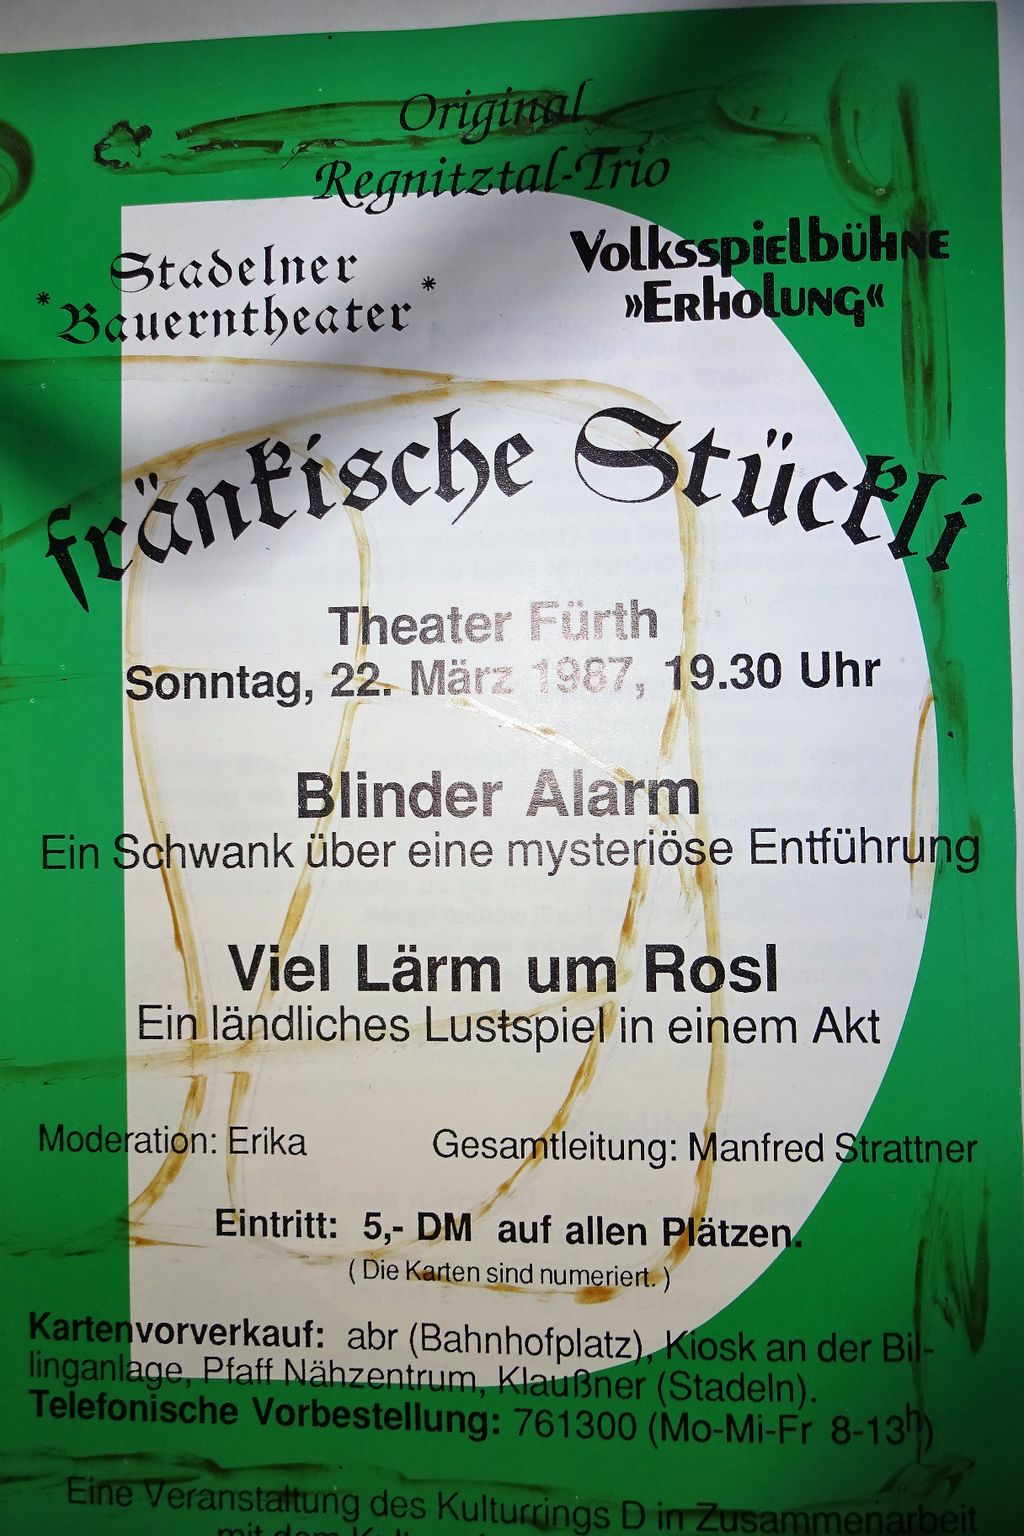 Original
Regnitztal-Trio
Stadelner
* Bauerntheater *
Volksspielbühne
»Erholung«
fränkische Stückli
Theater Fürth
Sonntag, 22. März 1987, 19.30 Uhr
Blinder Alarm
Ein Schwank über eine mysteriöse Entführung
Viel Lärm um Rosl
Ein ländliches Lustspiel in einem Akt
Moderation: Erika
Gesamtleitung: Manfred Strattner
Eintritt: 5,- DM auf allen Plätzen.
( Die Karten sind numeriert. )
Kartenvorverkauf: abr (Bahnhofplatz), Kiosk an der Bil-
linganlage, Pfaff Nähzentrum, Klaußner (Stadeln).
Telefonische Vorbestellung: 761300 (Mo-Mi-Fr 8-13h)
Eine Veranstaltung des Kulturrings D in Zusammenarbeit
mit dem